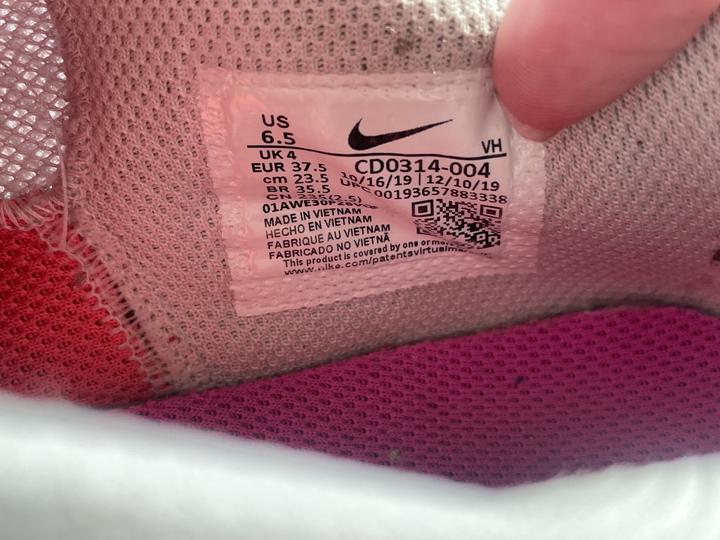 US
6.5
VH
UK 4
EUR 37.5
CD0314-004
cm 23.5
10/16/19 | 12/10/19
BR 35.5
UPC 00193657883338
CN
MADE IN VIETNAM
HECHO EN VIETNAM
FABRIQUE AU VIETNAM
FABRICADO NO VIETNÃ
This product is covered by one or